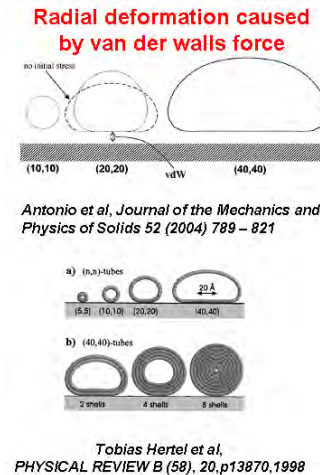 Radial deformation caused
by van der walls force
no initial stress
vdW
(10,10)
(20,20)
(40,40)
Antonio et al, Journal of the Mechanics and
Physics of Solids 52 (2004) 789 – 821
a) (n,n)-tubes
20 Å
(5,5) (10,10) (20,20) (40,40)
b) (40,40)-tubes
2 shells 4 shells 8 shells
Tobias Hertel et al,
PHYSICAL REVIEW B (58), 20,p13870,1998